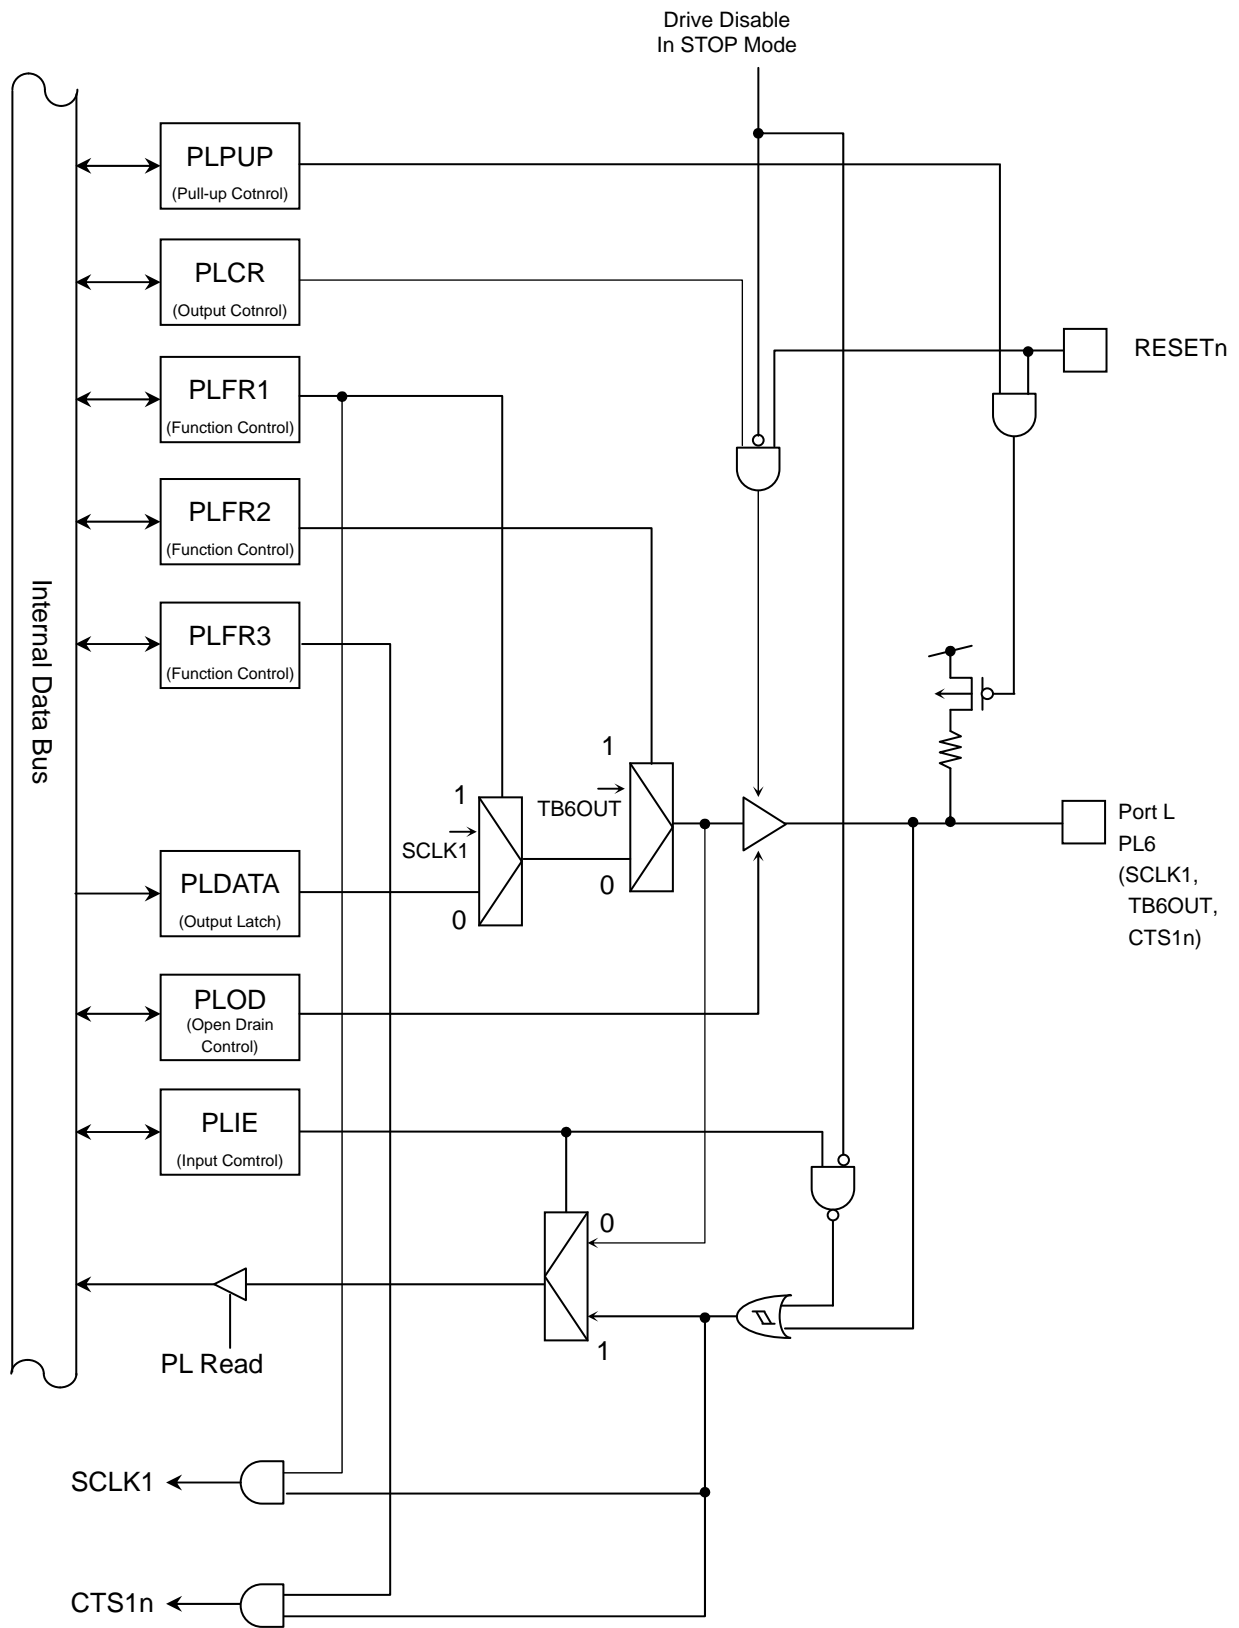 Drive Disable
In STOP Mode
PLPUP
(Pull-up Cotnrol)
PLCR
(Output Cotnrol)
RESETn
PLFR1
(Function Control)
PLFR2
(Function Control)
Internal Data Bus
PLFR3
(Function Control)
1
TB6OUT
0
1
SCLK1
0
Port L
PL6
(SCLK1,
TB6OUT,
CTS1n)
PLDATA
(Output Latch)
PLOD
(Open Drain
Control)
PLIE
(Input Comtrol)
0
1
PL Read
SCLK1
CTS1n